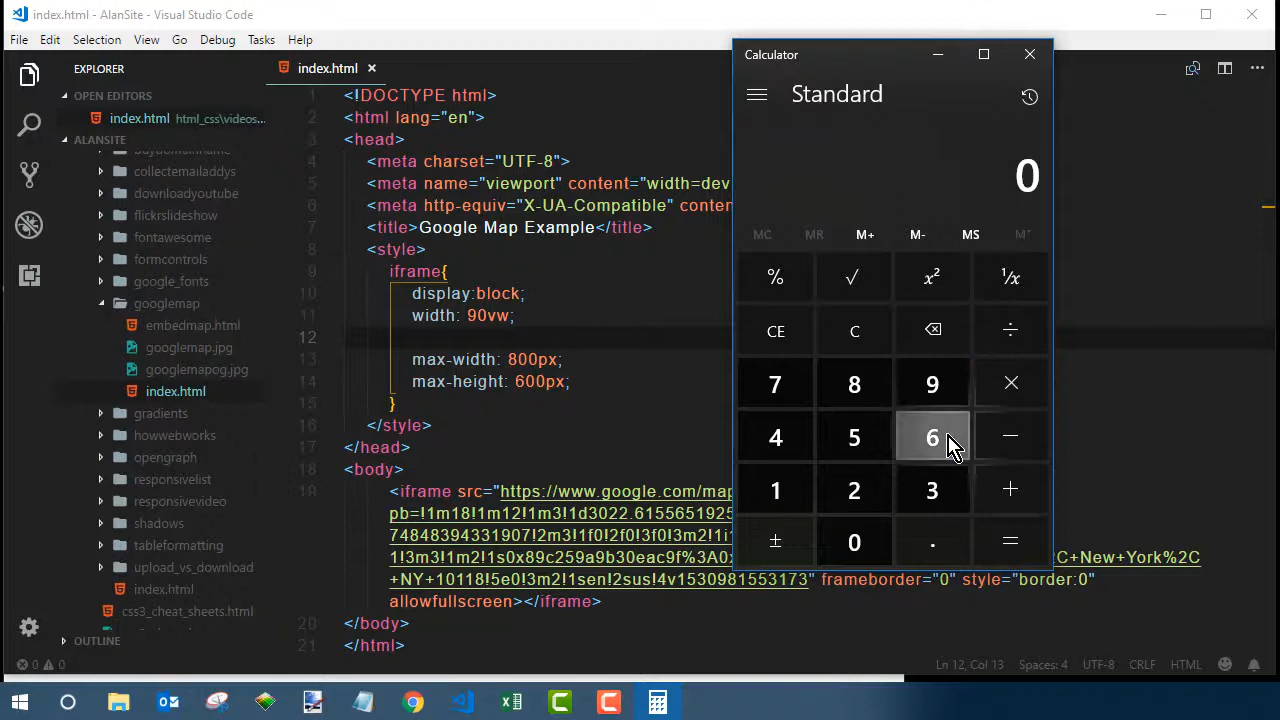 index.html - AlanSite - Visual Studio Code
File Edit Selection View Go Debug Tasks Help
EXPLORER
OPEN EDITORS
index.html html_css\videos...
ALANSITE
collectemailaddys
downloadyoutube
flickrslideshow
fontawesome
formcontrols
google_fonts
googlemap
embedmap.html
googlemap.jpg
googlemapog.jpg
index.html
gradients
howwebworks
opengraph
responsivelist
responsivevideo
shadows
tableformatting
upload_vs_download
index.html
css3_cheat_sheets.html
OUTLINE
index.html
1 <!DOCTYPE html>
2 <html lang="en">
3 <head>
4 <meta charset="UTF-8">
5 <meta name="viewport" content="width=dev
6 <meta http-equiv="X-UA-Compatible" conten
7 <title>Google Map Example</title>
8 <style>
9 iframe{
10 display:block;
11 width: 90vw;
12
13 max-width: 800px;
14 max-height: 600px;
15 }
16 </style>
17 </head>
18 <body>
19 <iframe src="https://www.google.com/map
pb=!1m18!1m12!1m3!1d3022.6155651925
74848394331907!2m3!1f0!2f0!3f0!3m2!1i
1!3m3!1m2!1s0x89c259a9b30eac9f%3A0 C+New+York%2C
+NY+10118!5e0!3m2!1sen!2sus!4v1530981553173" frameborder="0" style="border:0"
allowfullscreen></iframe>
20 </body>
21 </html>
Calculator
Standard
0
MC MR M+ M- MS M˅
% √ x² ¹/x
CE C ÷
7 8 9 ×
4 5 6 −
1 2 3 +
± 0 . =
0 0 Ln 12, Col 13 Spaces: 4 UTF-8 CRLF HTML